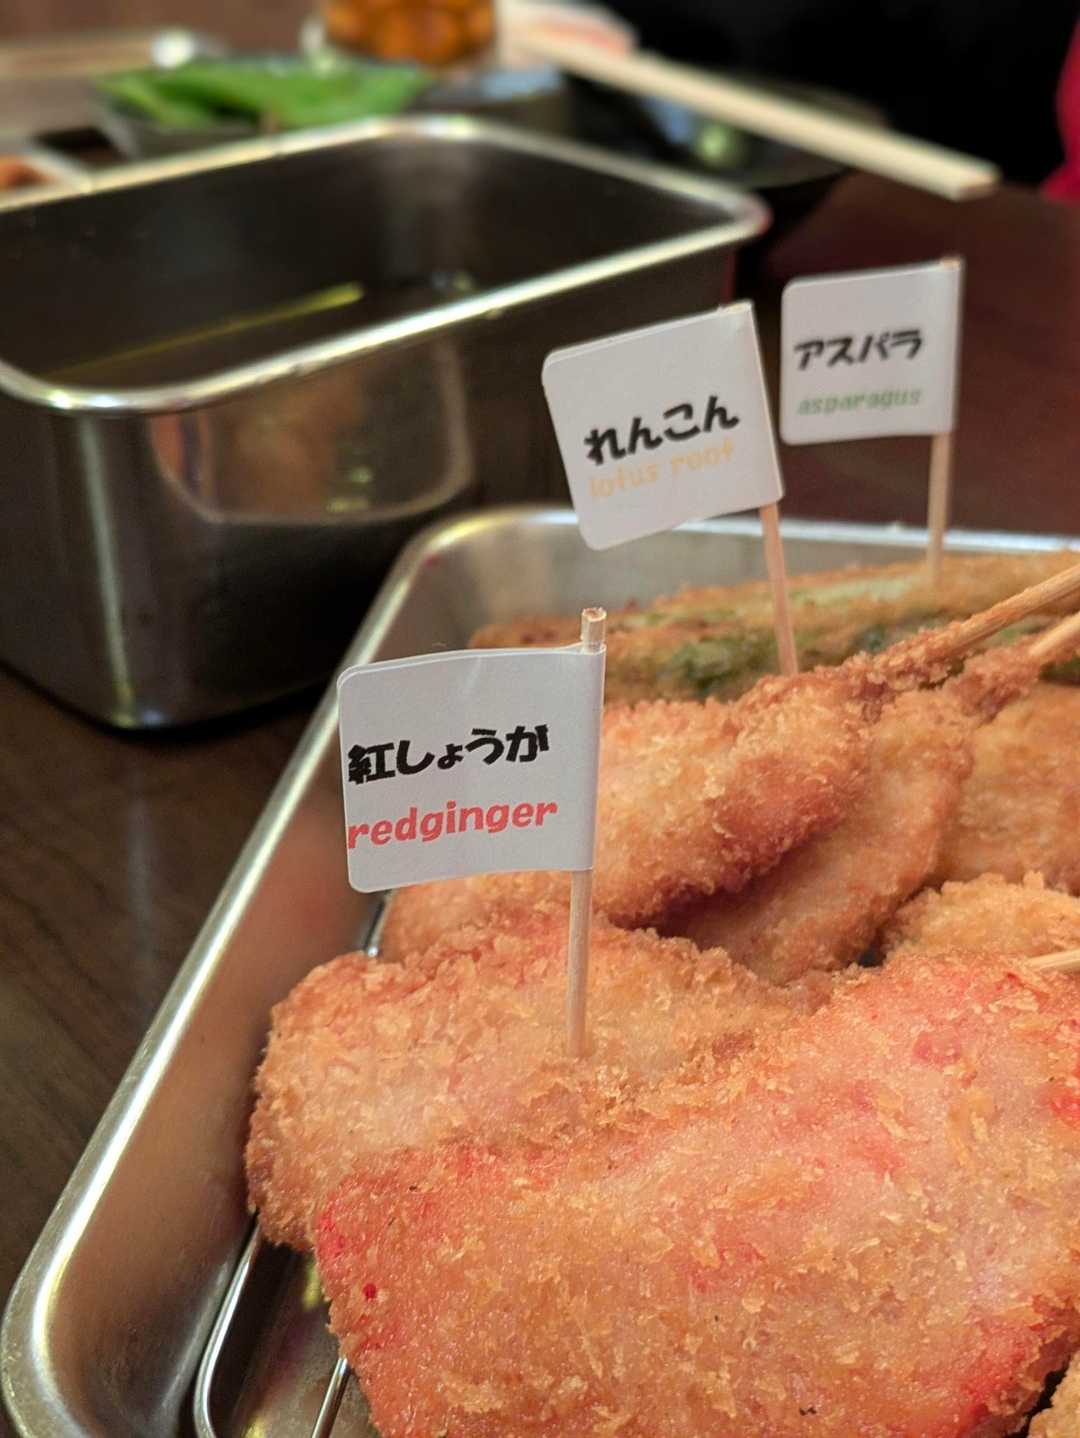 アスパラ
asparagus
れんこん
lotus root
紅しょうが
redginger